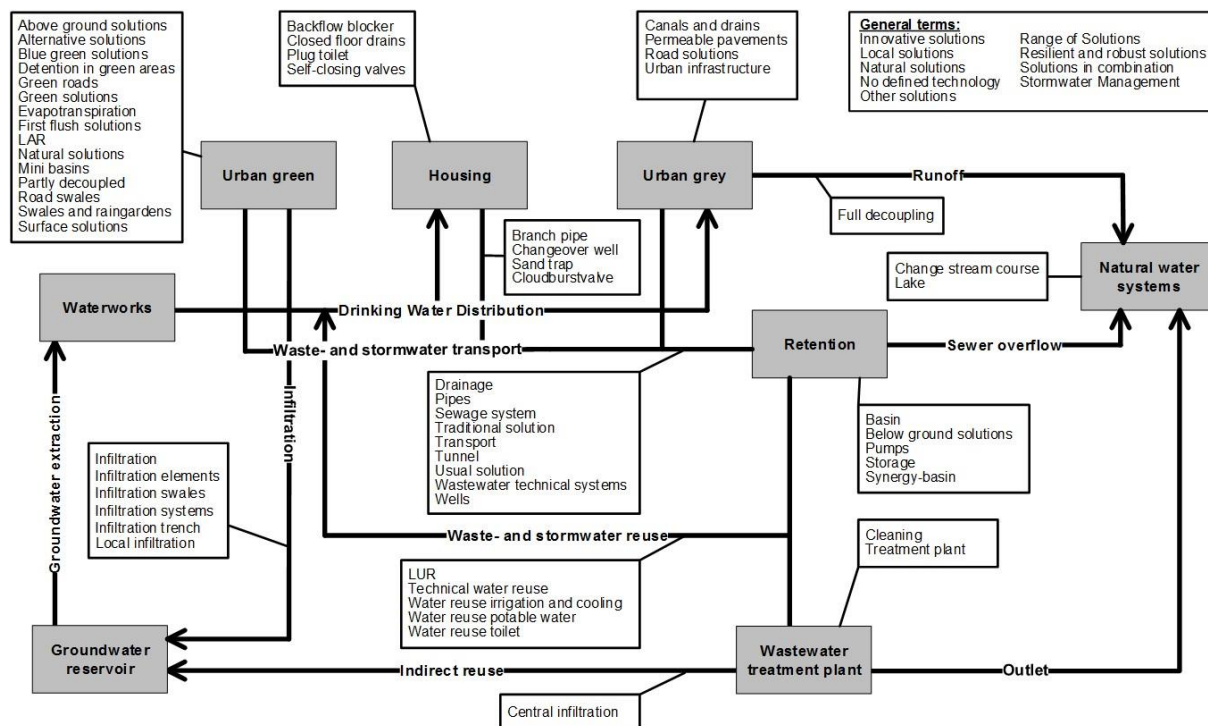 Above ground solutions
Alternative solutions
Blue green solutions
Detention in green areas
Green roads
Green solutions
Evapotranspiration
First flush solutions
LAR
Natural solutions
Mini basins
Partly decoupled
Road swales
Swales and raingardens
Surface solutions
Backflow blocker
Closed floor drains
Plug toilet
Self-closing valves
Canals and drains
Permeable pavements
Road solutions
Urban infrastructure
General terms:
Innovative solutions
Local solutions
Natural solutions
No defined technology
Other solutions
Range of Solutions
Resilient and robust solutions
Solutions in combination
Stormwater Management
Urban green
Housing
Urban grey
Runoff
Full decoupling
Branch pipe
Changeover well
Sand trap
Cloudburstvalve
Change stream course
Lake
Natural water
systems
Waterworks
Drinking Water Distribution
Waste- and stormwater transport
Retention
Sewer overflow
Infiltration
Groundwater extraction
Drainage
Pipes
Sewage system
Traditional solution
Transport
Tunnel
Usual solution
Wastewater technical systems
Wells
Basin
Below ground solutions
Pumps
Storage
Synergy-basin
Infiltration
Infiltration elements
Infiltration swales
Infiltration systems
Infiltration trench
Local infiltration
Waste- and stormwater reuse
Cleaning
Treatment plant
LUR
Technical water reuse
Water reuse irrigation and cooling
Water reuse potable water
Water reuse toilet
Groundwater
reservoir
Indirect reuse
Wastewater
treatment plant
Outlet
Central infiltration